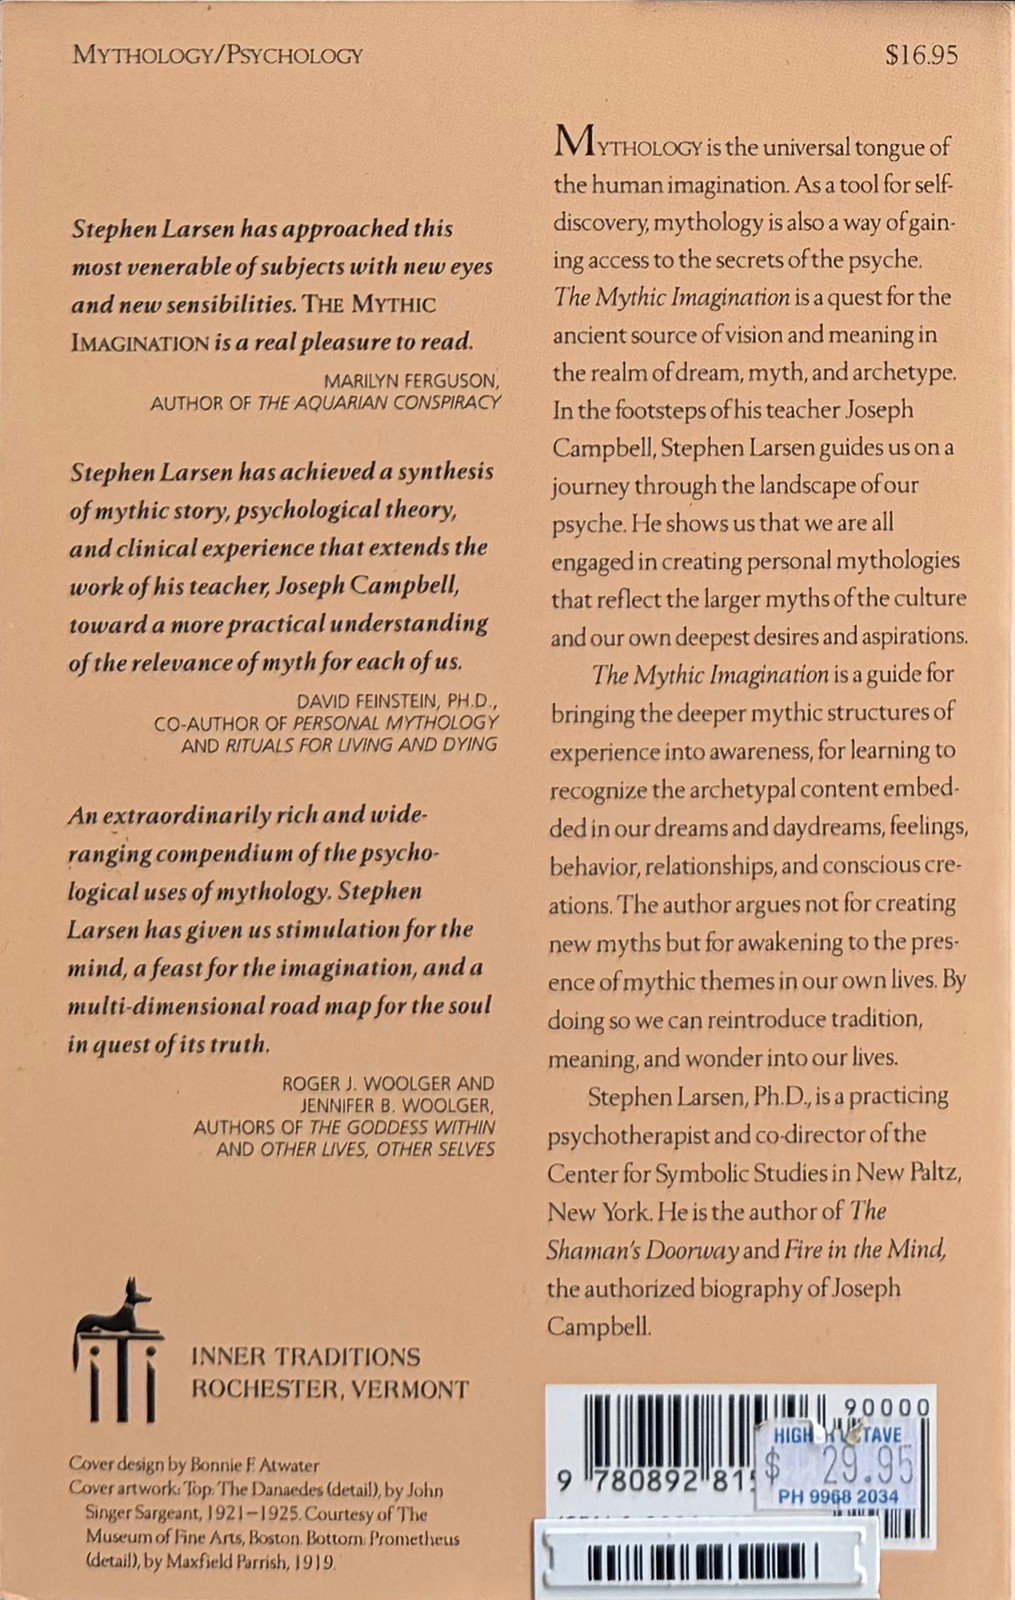 MYTHOLOGY/PSYCHOLOGY
$16.95
Stephen Larsen has approached this
most venerable of subjects with new eyes
and new sensibilities. THE MYTHIC
IMAGINATION is a real pleasure to read.
MARILYN FERGUSON,
AUTHOR OF THE AQUARIAN CONSPIRACY
Stephen Larsen has achieved a synthesis
of mythic story, psychological theory,
and clinical experience that extends the
work of his teacher, Joseph Campbell,
toward a more practical understanding
of the relevance of myth for each of us.
DAVID FEINSTEIN, PH.D.,
CO-AUTHOR OF PERSONAL MYTHOLOGY
AND RITUALS FOR LIVING AND DYING
An extraordinarily rich and wide-
ranging compendium of the psycho-
logical uses of mythology. Stephen
Larsen has given us stimulation for the
mind, a feast for the imagination, and a
multi-dimensional road map for the soul
in quest of its truth.
ROGER J. WOOLGER AND
JENNIFER B. WOOLGER,
AUTHORS OF THE GODDESS WITHIN
AND OTHER LIVES, OTHER SELVES
iTi
INNER TRADITIONS
ROCHESTER, VERMONT
Cover design by Bonnie F. Atwater
Cover artwork: Top: The Danaedes (detail), by John
Singer Sargeant, 1921–1925. Courtesy of The
Museum of Fine Arts, Boston. Bottom: Prometheus
(detail), by Maxfield Parrish, 1919.
MYTHOLOGY is the universal tongue of
the human imagination. As a tool for self-
discovery, mythology is also a way of gain-
ing access to the secrets of the psyche.
The Mythic Imagination is a quest for the
ancient source of vision and meaning in
the realm of dream, myth, and archetype.
In the footsteps of his teacher Joseph
Campbell, Stephen Larsen guides us on a
journey through the landscape of our
psyche. He shows us that we are all
engaged in creating personal mythologies
that reflect the larger myths of the culture
and our own deepest desires and aspirations.
The Mythic Imagination is a guide for
bringing the deeper mythic structures of
experience into awareness, for learning to
recognize the archetypal content embed-
ded in our dreams and daydreams, feelings,
behavior, relationships, and conscious cre-
ations. The author argues not for creating
new myths but for awakening to the pres-
ence of mythic themes in our own lives. By
doing so we can reintroduce tradition,
meaning, and wonder into our lives.
Stephen Larsen, Ph.D., is a practicing
psychotherapist and co-director of the
Center for Symbolic Studies in New Paltz,
New York. He is the author of The
Shaman's Doorway and Fire in the Mind,
the authorized biography of Joseph
Campbell.
90000
9 780892 81
HIGH
$ 29.95
PH 9968 2034